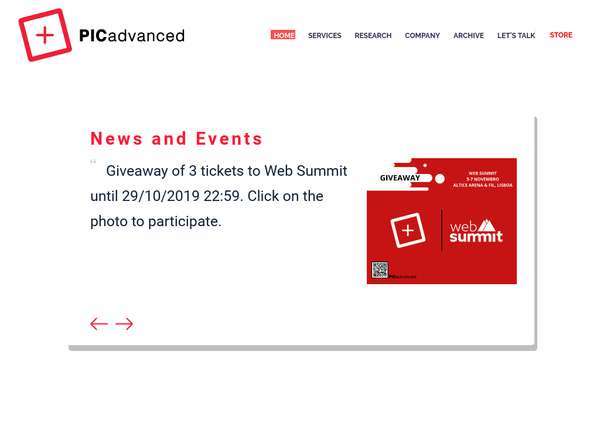 PICadvanced
HOME SERVICES RESEARCH COMPANY ARCHIVE LET'S TALK STORE
News and Events
“ Giveaway of 3 tickets to Web Summit
until 29/10/2019 22:59. Click on the
photo to participate.
GIVEAWAY
WEB SUMMIT
5-7 NOVEMBRO
ALTICE ARENA & FIL, LISBOA
web
summit